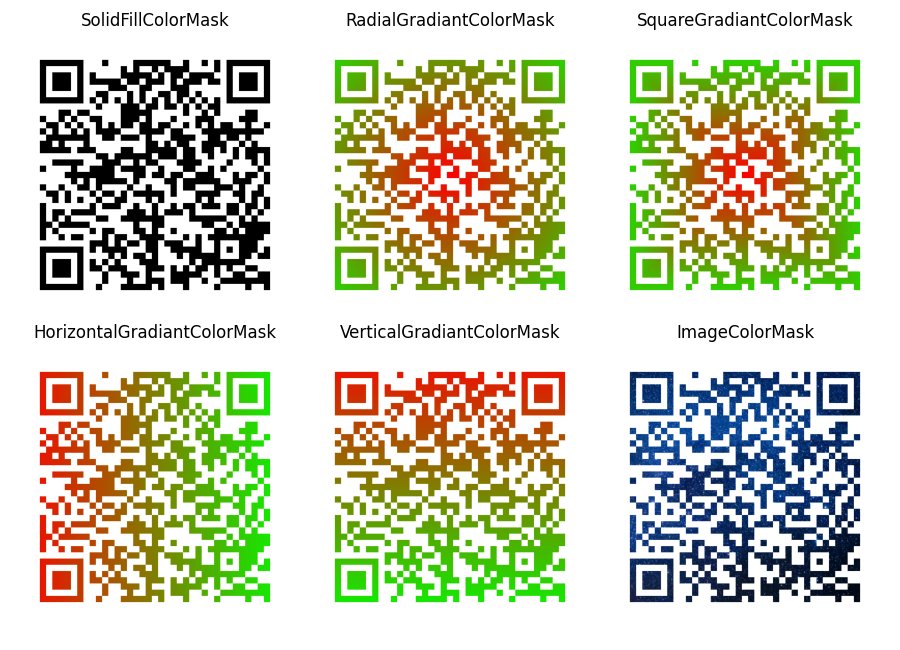 SolidFillColorMask
RadialGradiantColorMask
SquareGradiantColorMask
HorizontalGradiantColorMask
VerticalGradiantColorMask
ImageColorMask